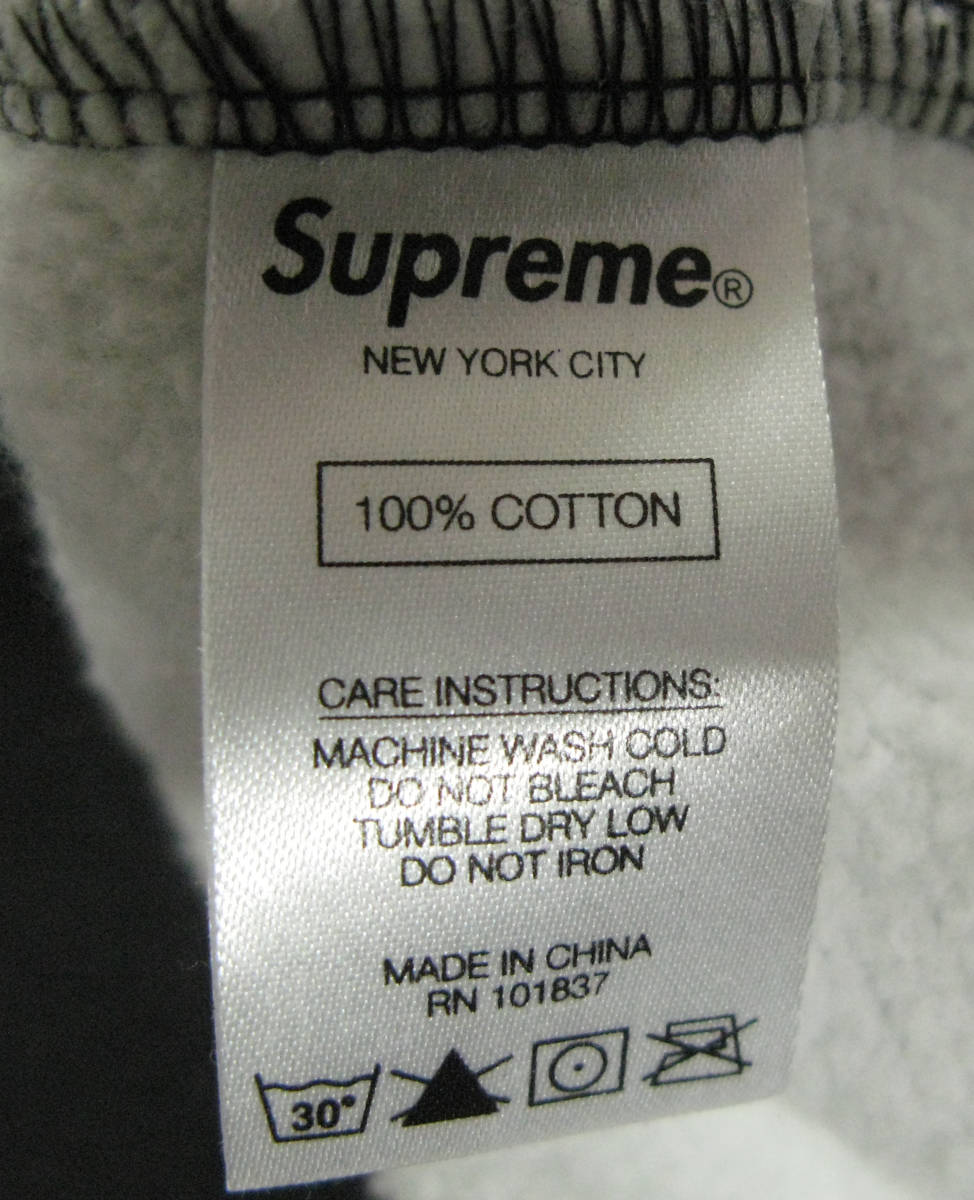 Supreme®
NEW YORK CITY
100% COTTON
CARE INSTRUCTIONS:
MACHINE WASH COLD
DO NOT BLEACH
TUMBLE DRY LOW
DO NOT IRON
MADE IN CHINA
RN 101837
30°